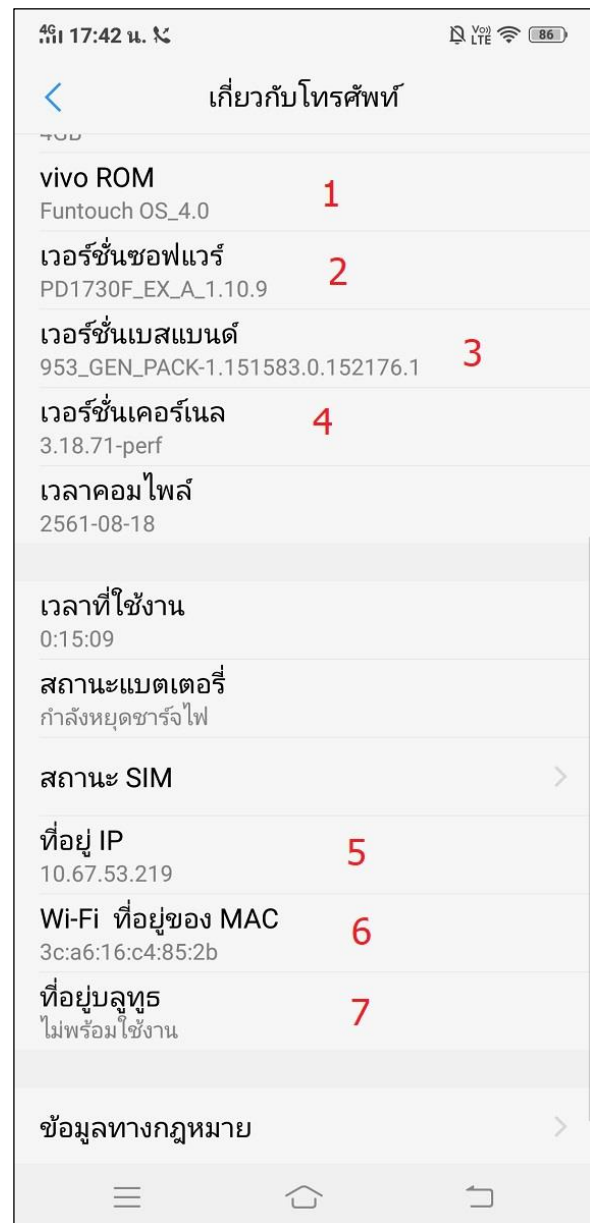 4G 17:42 น. Vo)) LTE 86
เกี่ยวกับโทรศัพท์
4GB
vivo ROM 1
Funtouch OS_4.0
เวอร์ชั่นซอฟแวร์ 2
PD1730F_EX_A_1.10.9
เวอร์ชั่นเบสแบนด์ 3
953_GEN_PACK-1.151583.0.152176.1
เวอร์ชั่นเคอร์เนล 4
3.18.71-perf
เวลาคอมไพล์
2561-08-18
เวลาที่ใช้งาน
0:15:09
สถานะแบตเตอรี่
กำลังหยุดชาร์จไฟ
สถานะ SIM
ที่อยู่ IP 5
10.67.53.219
Wi-Fi ที่อยู่ของ MAC 6
3c:a6:16:c4:85:2b
ที่อยู่บลูทูธ 7
ไม่พร้อมใช้งาน
ข้อมูลทางกฎหมาย